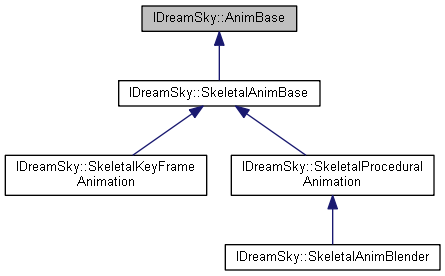 IDreamSky::AnimBase
IDreamSky::SkeletalAnimBase
IDreamSky::SkeletalKeyFrame
Animation
IDreamSky::SkeletalProcedural
Animation
IDreamSky::SkeletalAnimBlender